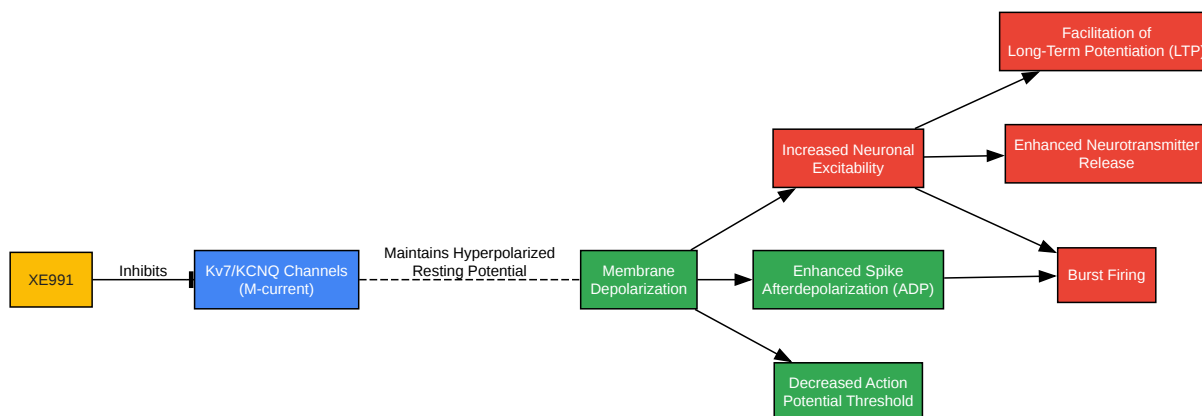 Facilitation of
Long-Term Potentiation (LTP)
Increased Neuronal
Excitability
Enhanced Neurotransmitter
Release
XE991
Inhibits
Kv7/KCNQ Channels
(M-current)
Maintains Hyperpolarized
Resting Potential
Membrane
Depolarization
Enhanced Spike
Afterdepolarization (ADP)
Burst Firing
Decreased Action
Potential Threshold